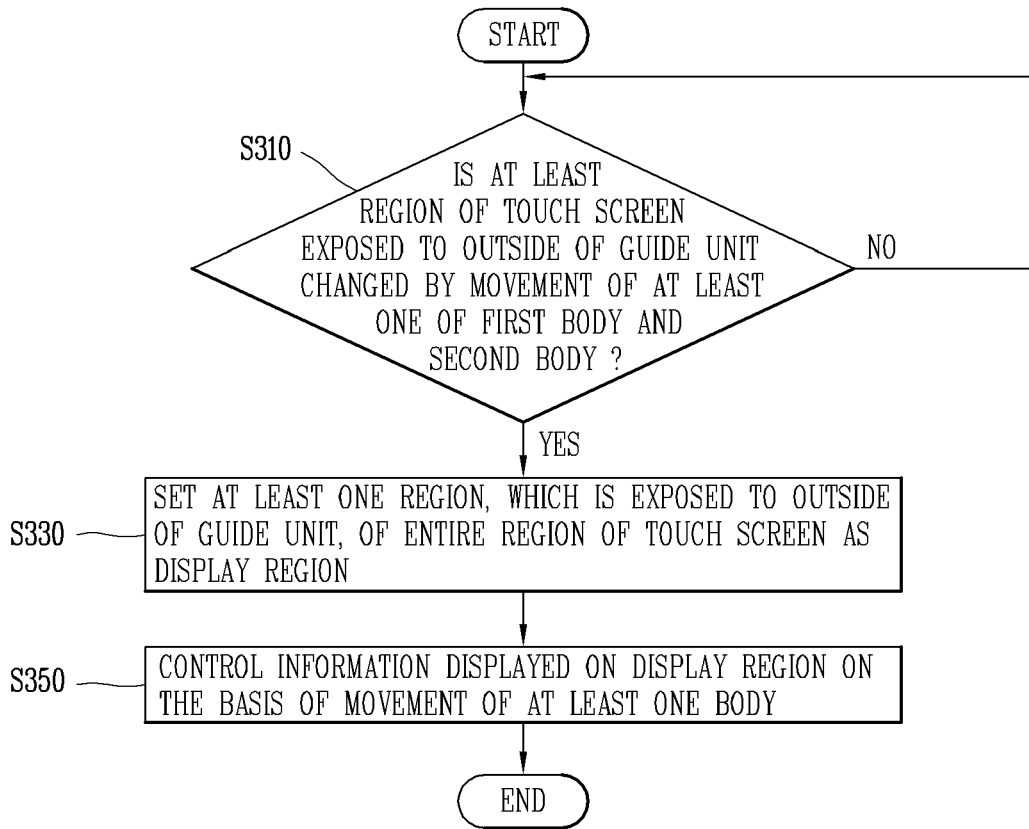 START
S310
IS AT LEAST
REGION OF TOUCH SCREEN
EXPOSED TO OUTSIDE OF GUIDE UNIT
CHANGED BY MOVEMENT OF AT LEAST
ONE OF FIRST BODY AND
SECOND BODY ?
NO
YES
S330
SET AT LEAST ONE REGION, WHICH IS EXPOSED TO OUTSIDE
OF GUIDE UNIT, OF ENTIRE REGION OF TOUCH SCREEN AS
DISPLAY REGION
S350
CONTROL INFORMATION DISPLAYED ON DISPLAY REGION ON
THE BASIS OF MOVEMENT OF AT LEAST ONE BODY
END